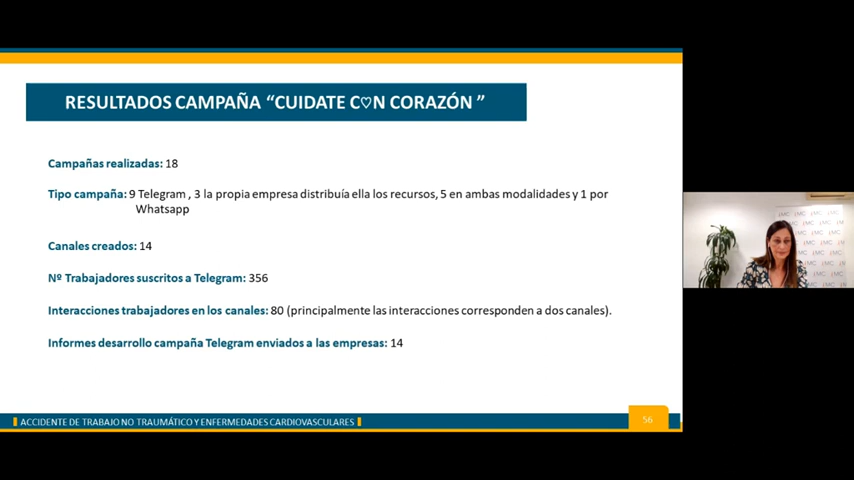 RESULTADOS CAMPAÑA “CUIDATE C♡N CORAZÓN ”
Campañas realizadas: 18
Tipo campaña: 9 Telegram , 3 la propia empresa distribuía ella los recursos, 5 en ambas modalidades y 1 por
Whatsapp
Canales creados: 14
Nº Trabajadores suscritos a Telegram: 356
Interacciones trabajadores en los canales: 80 (principalmente las interacciones corresponden a dos canales).
Informes desarrollo campaña Telegram enviados a las empresas: 14
ACCIDENTE DE TRABAJO NO TRAUMÁTICO Y ENFERMEDADES CARDIOVASCULARES
56